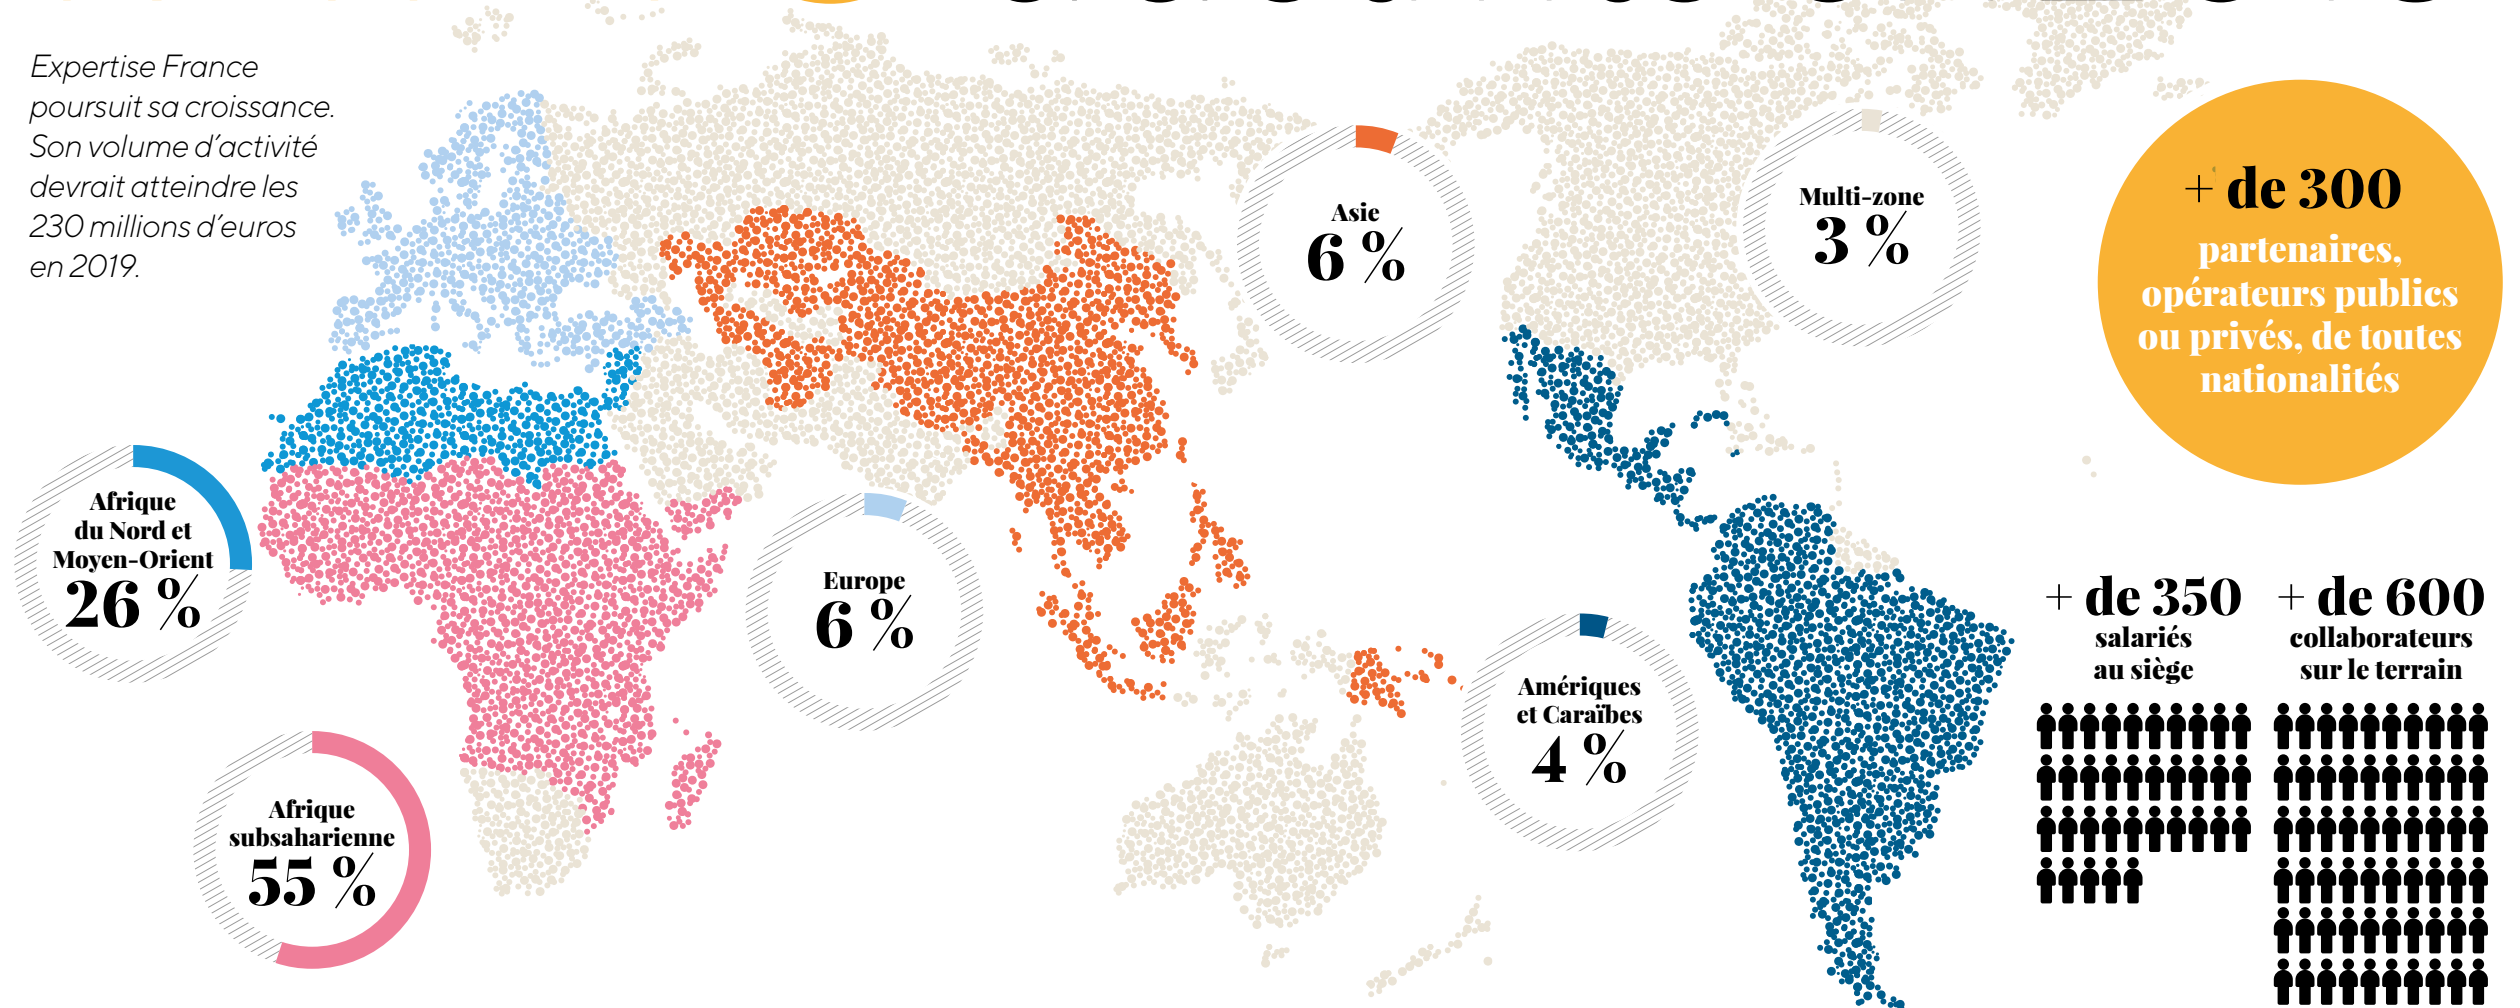 Expertise France
poursuit sa croissance.
Son volume d’activité
devrait atteindre les
230 millions d’euros
en 2019.
Afrique
du Nord et
Moyen-Orient
26 %
Afrique
subsaharienne
55 %
Europe
6 %
Asie
6 %
Amériques
et Caraïbes
4 %
Multi-zone
3 %
+ de 300
partenaires,
opérateurs publics
ou privés, de toutes
nationalités
+ de 350
salariés
au siège
+ de 600
collaborateurs
sur le terrain